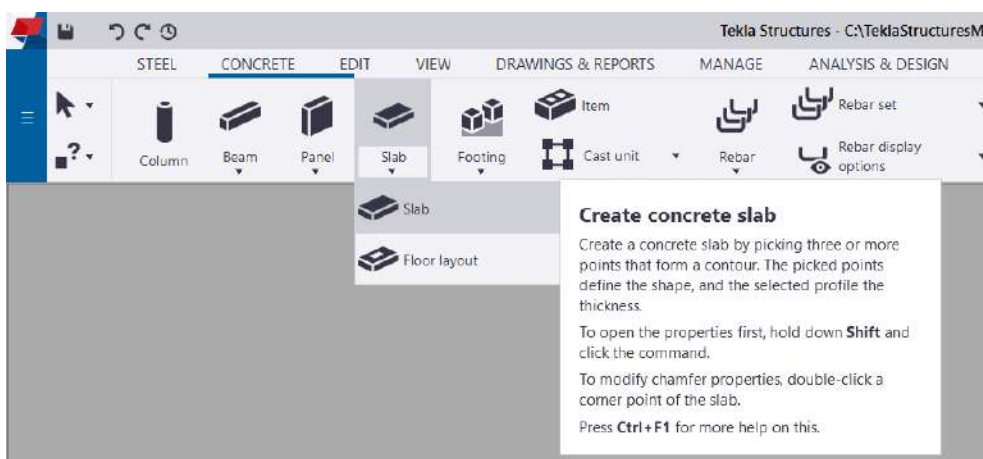 Tekla Structures - C:\TeklaStructuresM
STEEL CONCRETE EDIT VIEW DRAWINGS & REPORTS MANAGE ANALYSIS & DESIGN
Item
Rebar set
?
Column Beam Panel Slab Footing Cast unit Rebar Rebar display
options
Slab
Floor layout
Create concrete slab
Create a concrete slab by picking three or more
points that form a contour. The picked points
define the shape, and the selected profile the
thickness.
To open the properties first, hold down Shift and
click the command.
To modify chamfer properties, double-click a
corner point of the slab.
Press Ctrl+F1 for more help on this.